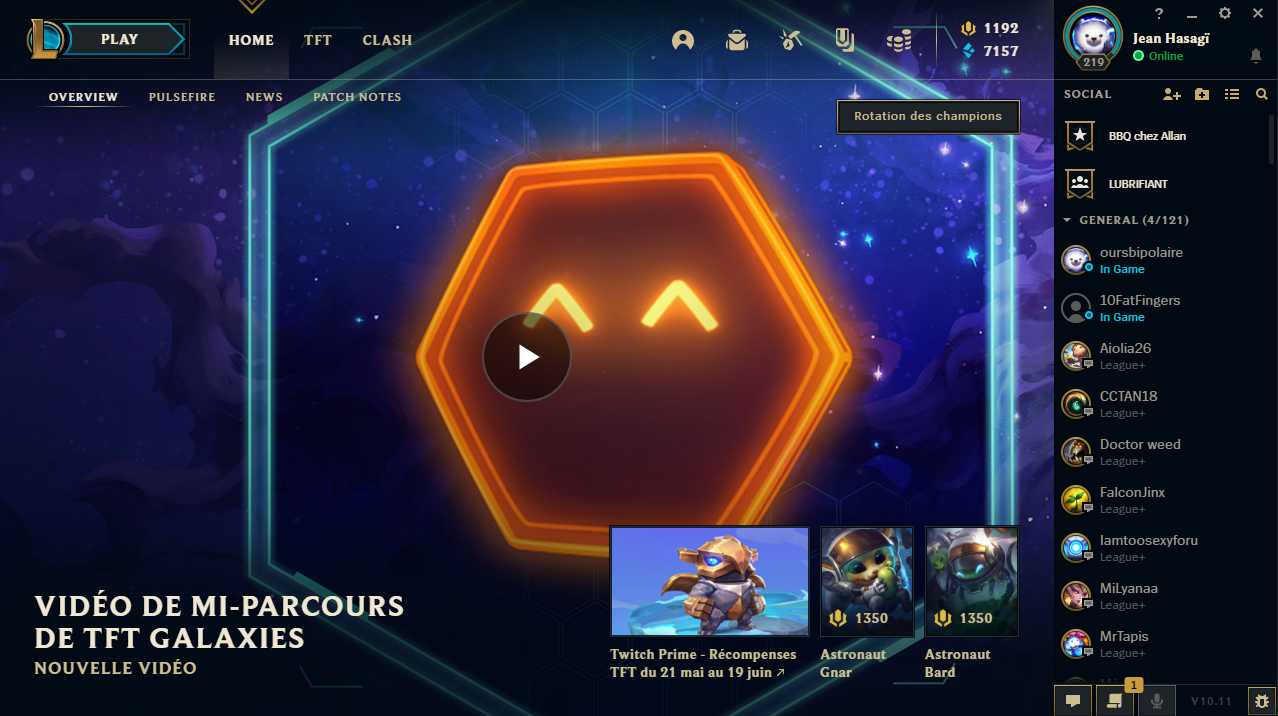 PLAY
HOME
TFT
CLASH
1192
7157
OVERVIEW
PULSEFIRE
NEWS
PATCH NOTES
Rotation des champions
VIDÉO DE MI-PARCOURS
DE TFT GALAXIES
NOUVELLE VIDÉO
Twitch Prime - Récompenses
TFT du 21 mai au 19 juin
1350
Astronaut
Gnar
1350
Astronaut
Bard
?
219
Jean Hasagï
Online
SOCIAL
BBQ chez Allan
LUBRIFIANT
GENERAL (4/121)
oursbipolaire
In Game
10FatFingers
In Game
Aiolia26
League+
CCTAN18
League+
Doctor weed
League+
FalconJinx
League+
Iamtoosexyforu
League+
MiLyanaa
League+
MrTapis
League+
1
V10.11